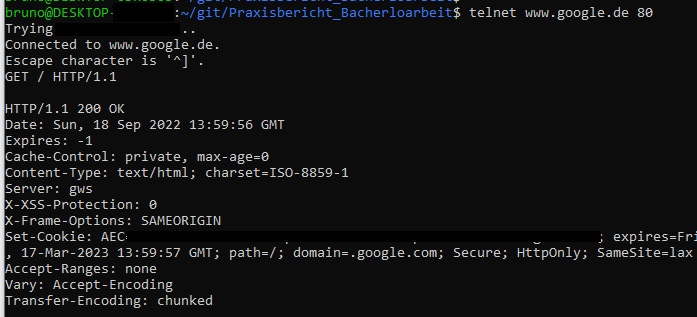 bruno@DESKTOP- :~/git/Praxisbericht_Bacherloarbeit$ telnet www.google.de 80
Trying ..
Connected to www.google.de.
Escape character is '^]'.
GET / HTTP/1.1
HTTP/1.1 200 OK
Date: Sun, 18 Sep 2022 13:59:56 GMT
Expires: -1
Cache-Control: private, max-age=0
Content-Type: text/html; charset=ISO-8859-1
Server: gws
X-XSS-Protection: 0
X-Frame-Options: SAMEORIGIN
Set-Cookie: AEC ; expires=Fri
, 17-Mar-2023 13:59:57 GMT; path=/; domain=.google.com; Secure; HttpOnly; SameSite=lax
Accept-Ranges: none
Vary: Accept-Encoding
Transfer-Encoding: chunked